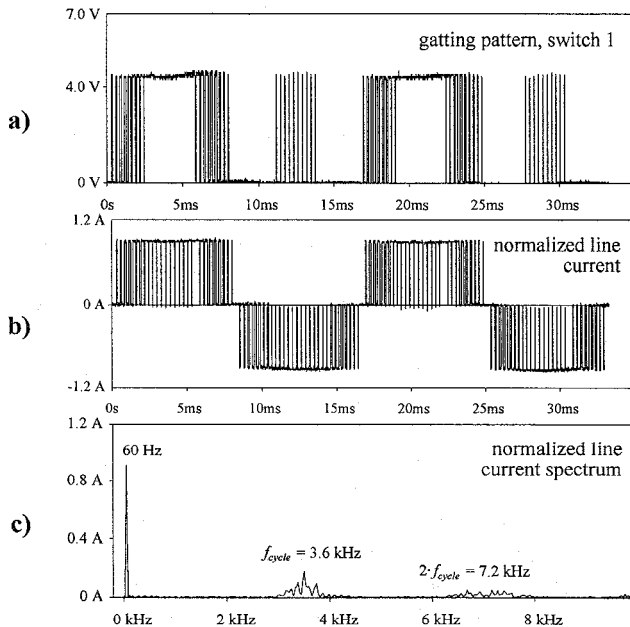 7.0 V
gatting pattern, switch 1
4.0 V
a)
0 V
0s 5ms 10ms 15ms 20ms 25ms 30ms
1.2 A
normalized line
current
0 A
b)
-1.2 A
0s 5ms 10ms 15ms 20ms 25ms 30ms
1.2 A
normalized line
current spectrum
60 Hz
0.8 A
c)
0.4 A
f_cycle = 3.6 kHz
2·f_cycle = 7.2 kHz
0 A
0 kHz 2 kHz 4 kHz 6 kHz 8 kHz